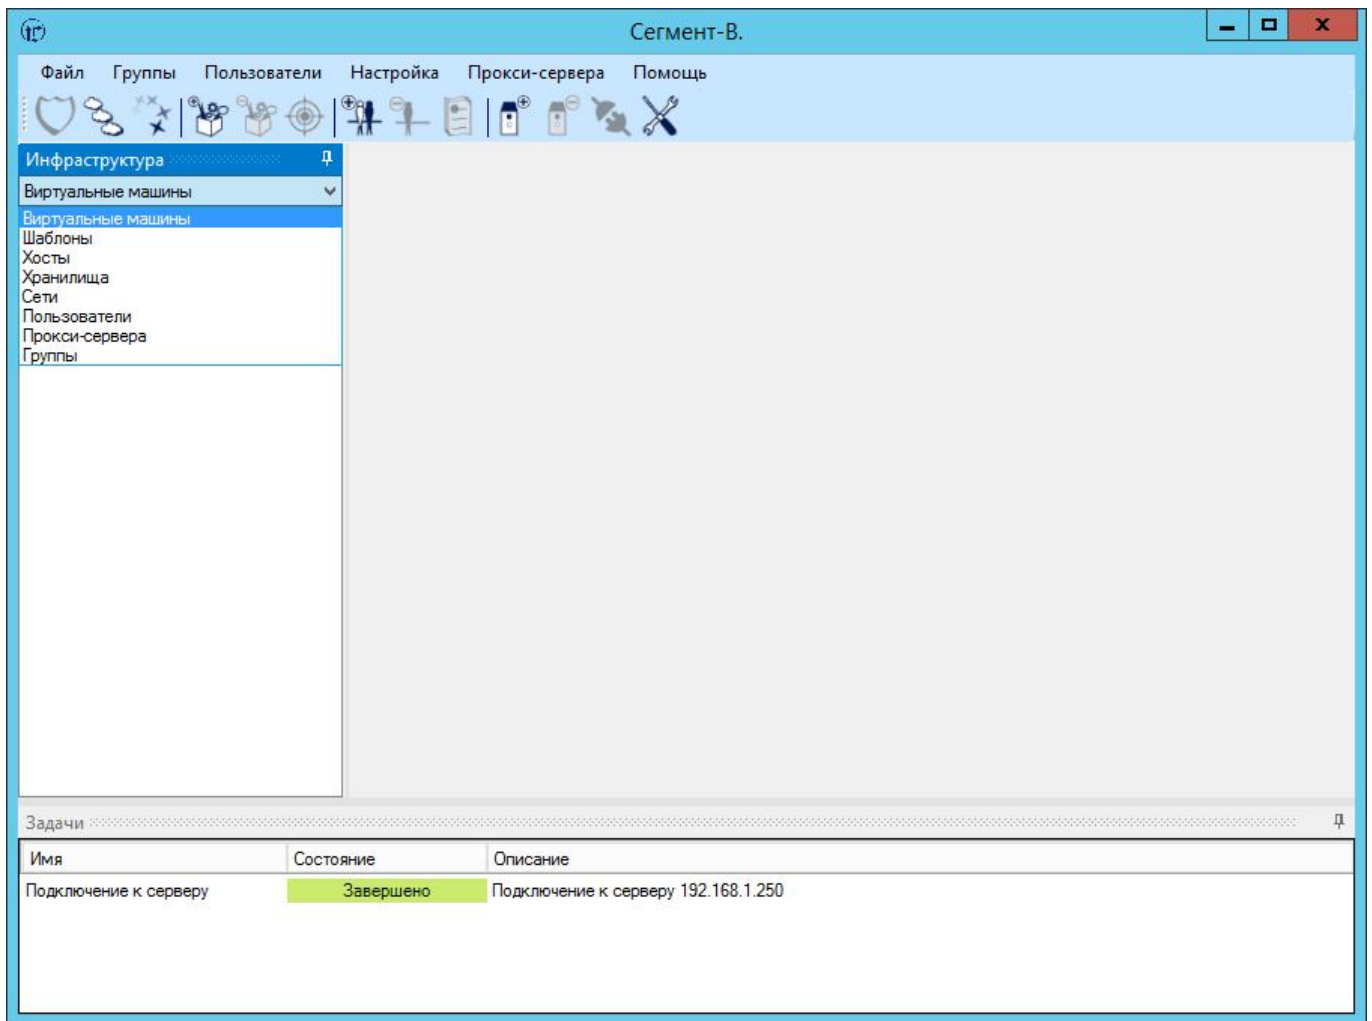 Сегмент-В.
Файл Группы Пользователи Настройка Прокси-сервера Помощь
Инфраструктура
Виртуальные машины
Виртуальные машины
Шаблоны
Хосты
Хранилища
Сети
Пользователи
Прокси-сервера
Группы
Задачи
Имя Состояние Описание
Подключение к серверу Завершено Подключение к серверу 192.168.1.250